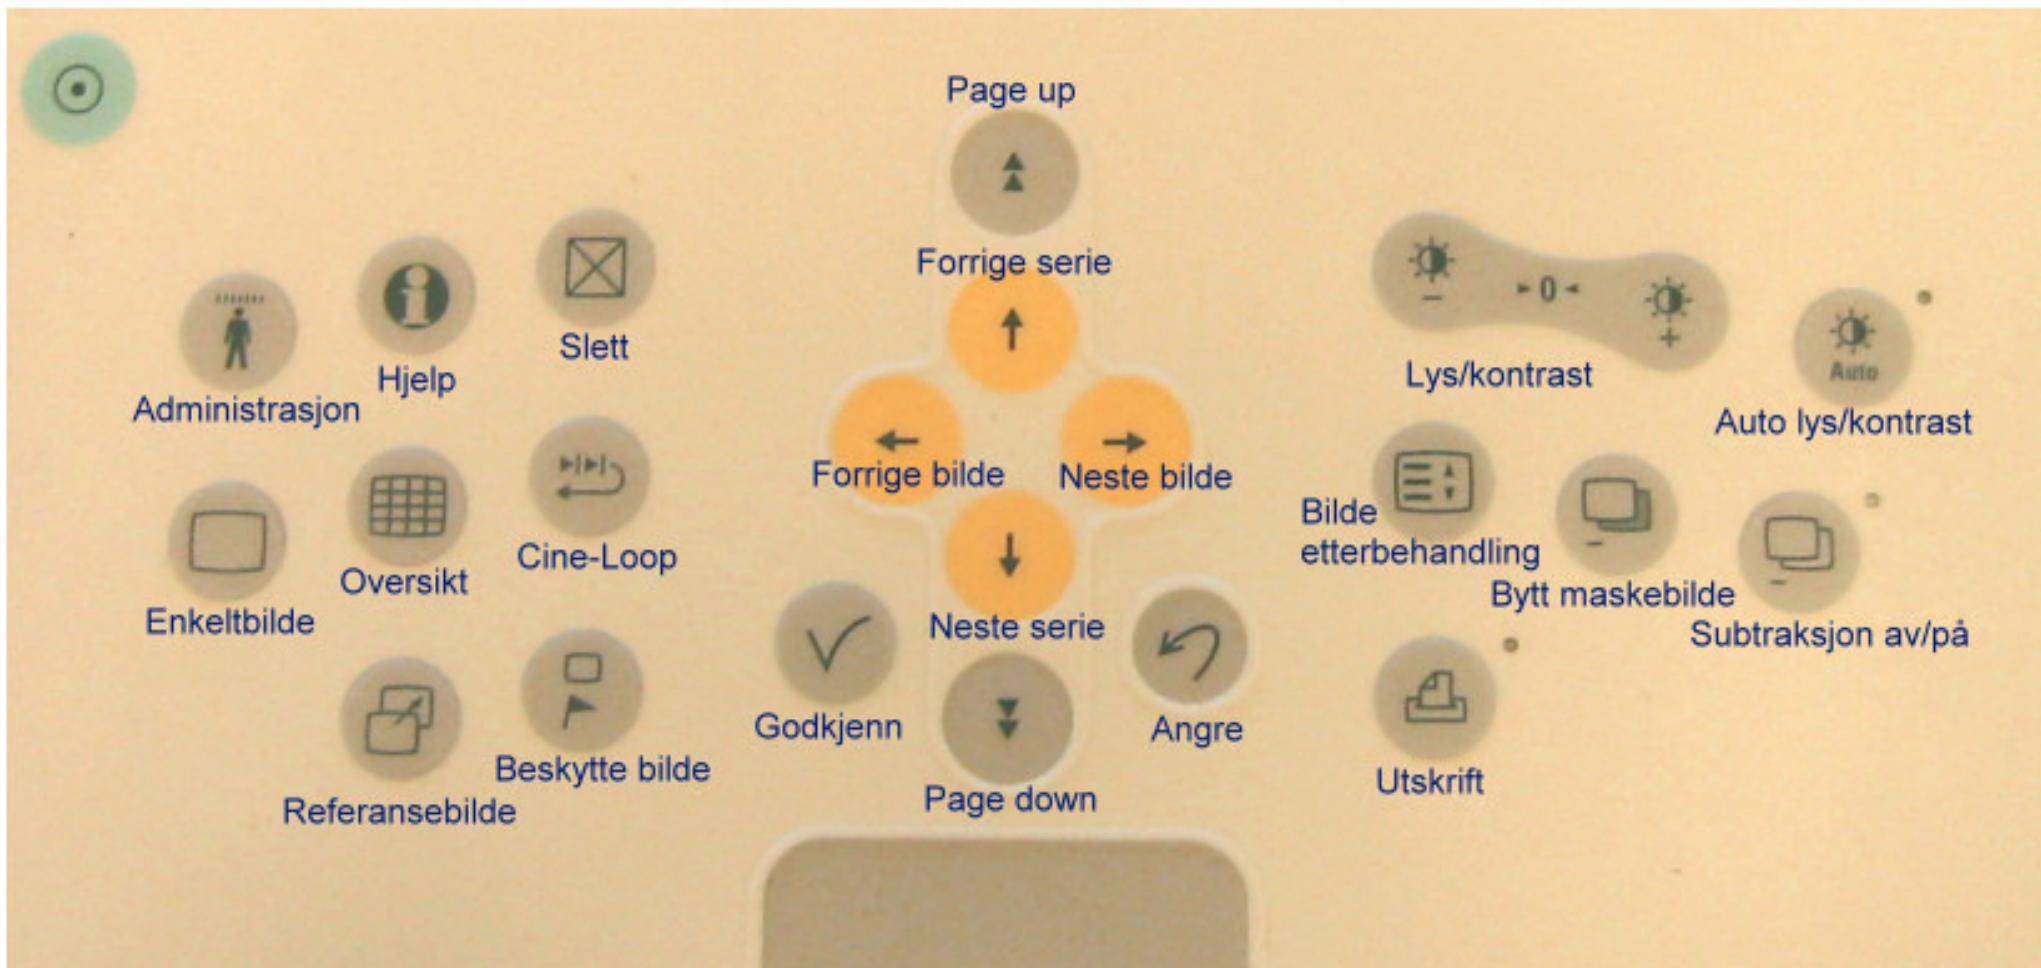 Page up
Forrige serie
Slett
Hjelp
Administrasjon
- 0
+
Auto
Lys/kontrast
Auto lys/kontrast
Forrige bilde
Neste bilde
Cine-Loop
Oversikt
Enkeltbilde
Bilde
etterbehandling
Bytt maskebilde
Subtraksjon av/på
Neste serie
Godkjenn
Angre
Beskytte bilde
Referansebilde
Page down
Utskrift